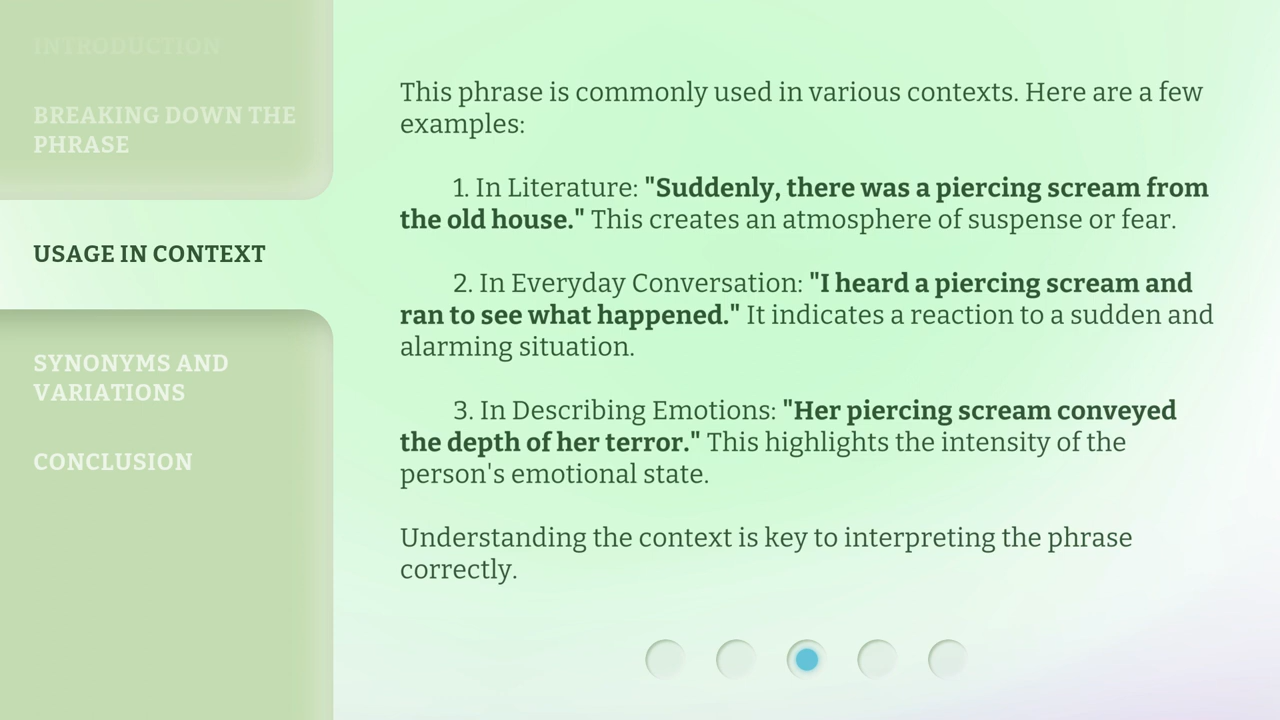 INTRODUCTION
BREAKING DOWN THE
PHRASE
USAGE IN CONTEXT
SYNONYMS AND
VARIATIONS
CONCLUSION
This phrase is commonly used in various contexts. Here are a few
examples:
1. In Literature: "Suddenly, there was a piercing scream from
the old house." This creates an atmosphere of suspense or fear.
2. In Everyday Conversation: "I heard a piercing scream and
ran to see what happened." It indicates a reaction to a sudden and
alarming situation.
3. In Describing Emotions: "Her piercing scream conveyed
the depth of her terror." This highlights the intensity of the
person's emotional state.
Understanding the context is key to interpreting the phrase
correctly.